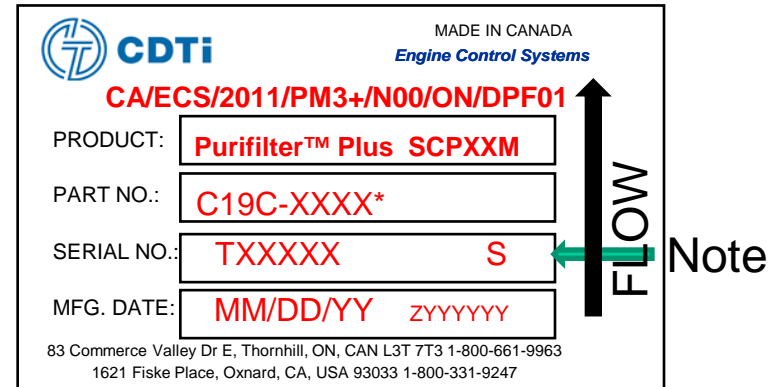 CDTi
MADE IN CANADA
Engine Control Systems
CA/ECS/2011/PM3+/N00/ON/DPF01
PRODUCT: Purifilter™ Plus SCPXXM
PART NO.: C19C-XXXX*
SERIAL NO.: TXXXXX S
MFG. DATE: MM/DD/YY ZYYYYYY
FLOW
Note
83 Commerce Valley Dr E, Thornhill, ON, CAN L3T 7T3 1-800-661-9963
1621 Fiske Place, Oxnard, CA, USA 93033 1-800-331-9247